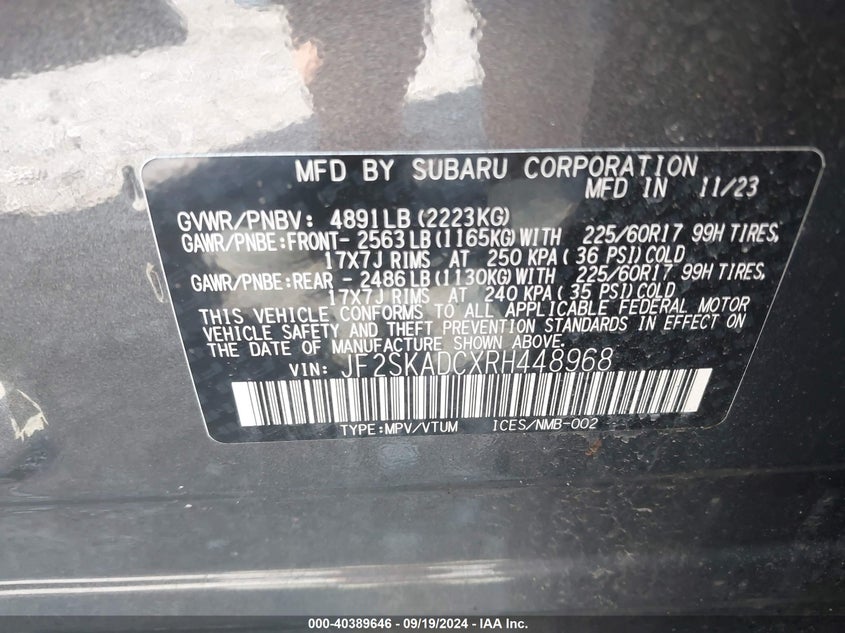 MFD BY SUBARU CORPORATION
MFD IN 11/23
GVWR/PNBV: 4891LB(2223KG)
GAWR/PNBE:FRONT- 2563LB(1165KG)WITH 225/60R17 99H TIRES,
17X7J RIMS AT 250 KPA( 36 PSI)COLD
GAWR/PNBE:REAR - 2486LB(1130KG)WITH 225/60R17 99H TIRES,
17X7J RIMS AT 240 KPA( 35 PSI)COLD
THIS VEHICLE CONFORMS TO ALL APPLICABLE FEDERAL MOTOR
VEHICLE SAFETY AND THEFT PREVENTION STANDARDS IN EFFECT ON
THE DATE OF MANUFACTURE SHOWN ABOVE.
VIN: JF2SKADCXRH448968
TYPE:MPV/VTUM ICES/NMB-002
000-40389646 - 09/19/2024 - IAA Inc.